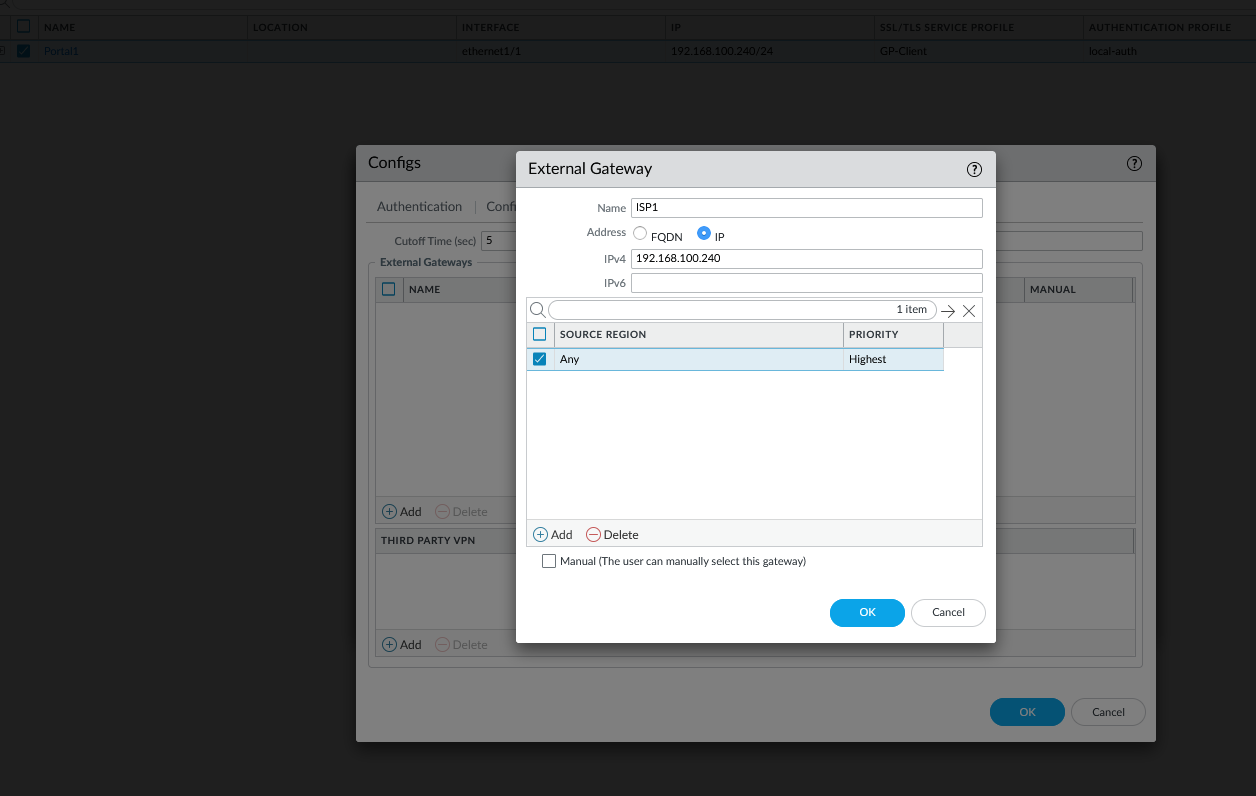 NAME LOCATION INTERFACE IP SSL/TLS SERVICE PROFILE AUTHENTICATION PROFILE
Portal1 ethernet1/1 192.168.100.240/24 GP-Client local-auth
Configs
Authentication
Cutoff Time (sec) 5
External Gateways
NAME MANUAL
Add Delete
THIRD PARTY VPN
Add Delete
OK Cancel
External Gateway
Name ISP1
Address FQDN IP
IPv4 192.168.100.240
IPv6
1 item
SOURCE REGION PRIORITY
Any Highest
Add Delete
Manual (The user can manually select this gateway)
OK Cancel